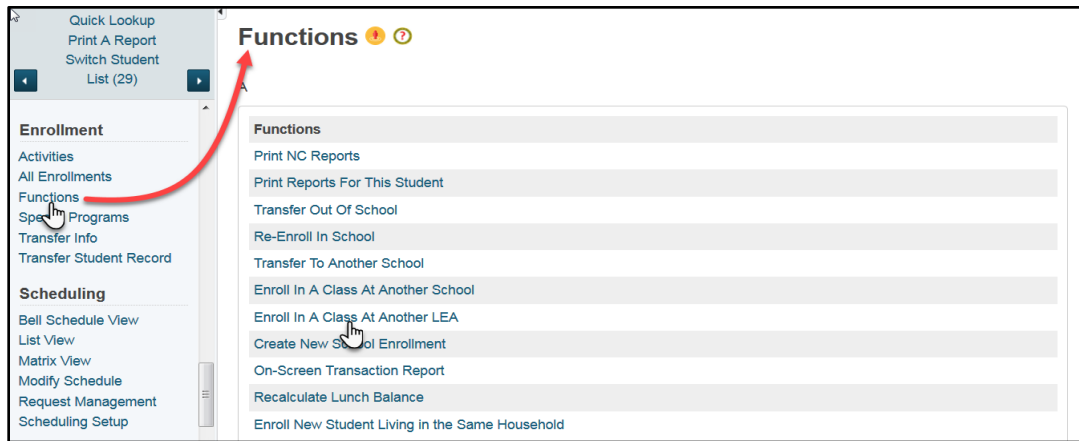 Quick Lookup
Print A Report
Switch Student
List (29)
Enrollment
Activities
All Enrollments
Functions
Programs
Transfer Info
Transfer Student Record
Scheduling
Bell Schedule View
List View
Matrix View
Modify Schedule
Request Management
Scheduling Setup
Functions
A
Functions
Print NC Reports
Print Reports For This Student
Transfer Out Of School
Re-Enroll In School
Transfer To Another School
Enroll In A Class At Another School
Enroll In A Class At Another LEA
Create New School Enrollment
On-Screen Transaction Report
Recalculate Lunch Balance
Enroll New Student Living in the Same Household